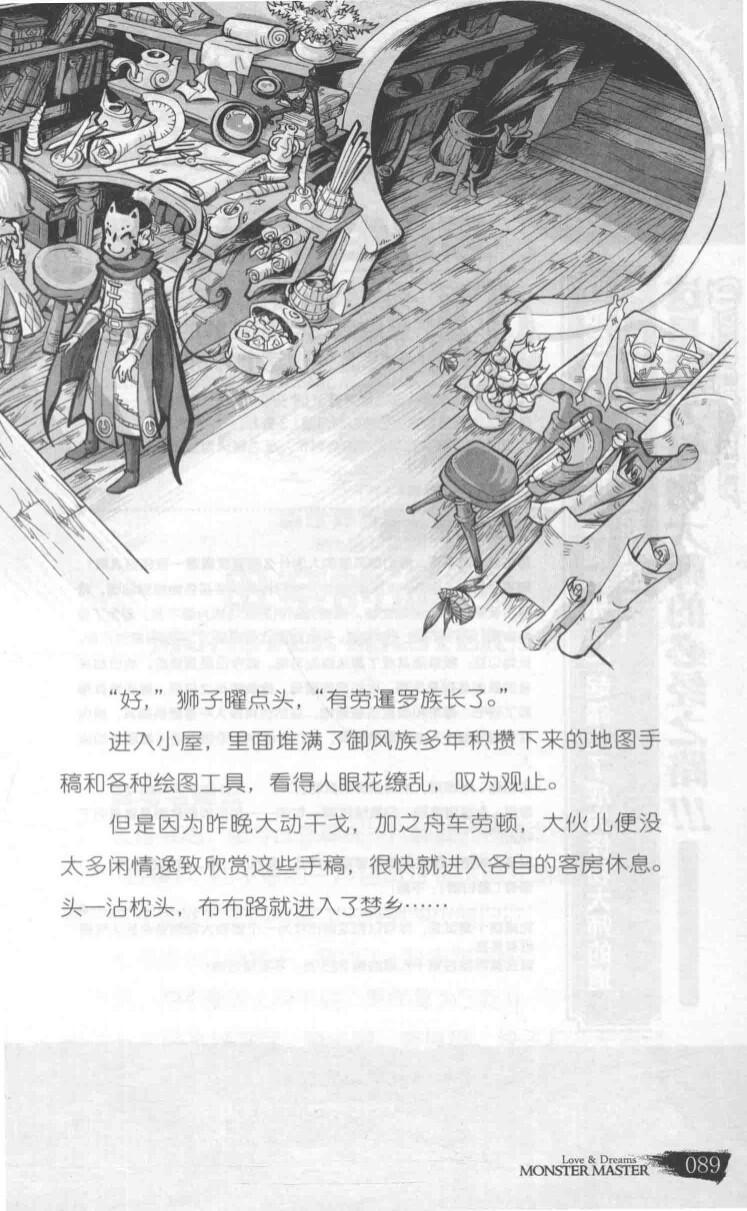 “好，”狮子曜点头，“有劳暹罗族长了。”
进入小屋，里面堆满了御风族多年积攒下来的地图手
稿和各种绘图工具，看得人眼花缭乱，叹为观止。
但是因为昨晚大动干戈，加之舟车劳顿，大伙儿便没
太多闲情逸致欣赏这些手稿，很快就进入各自的客房休息。
头一沾枕头，布布路就进入了梦乡……
Love & Dreams
MONSTER MASTER
089